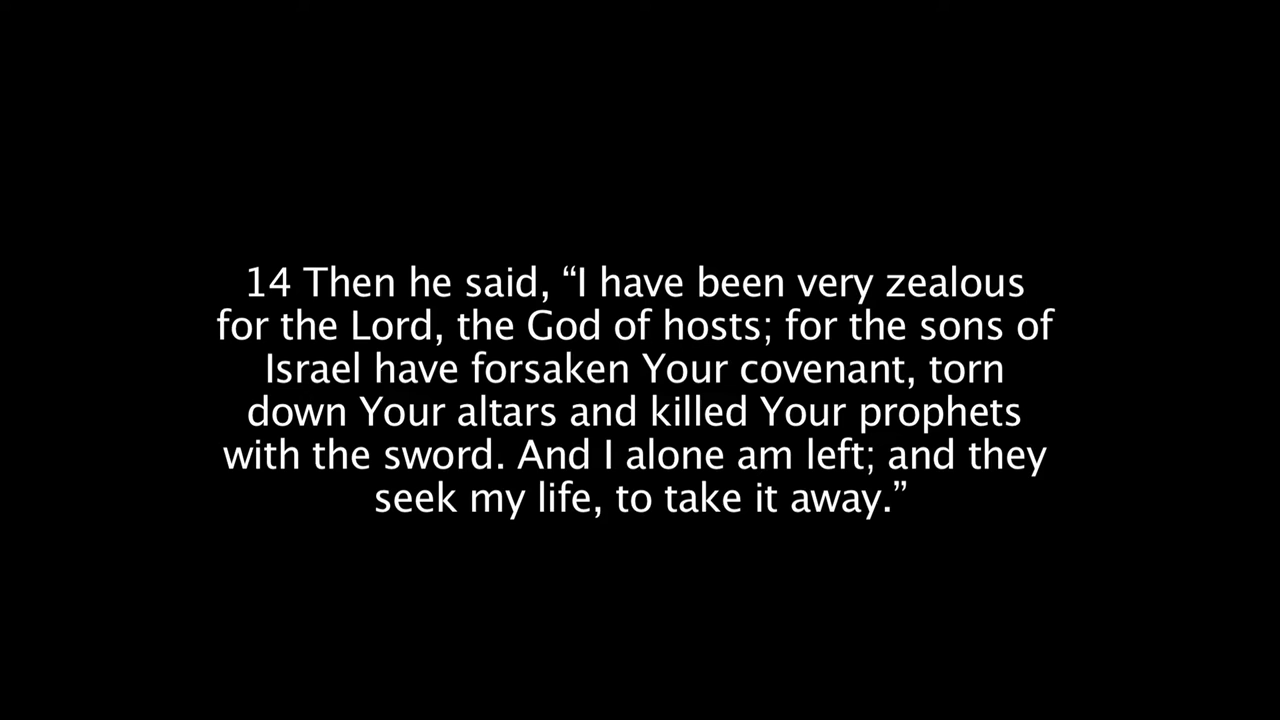 14 Then he said, “I have been very zealous
for the Lord, the God of hosts; for the sons of
Israel have forsaken Your covenant, torn
down Your altars and killed Your prophets
with the sword. And I alone am left; and they
seek my life, to take it away.”